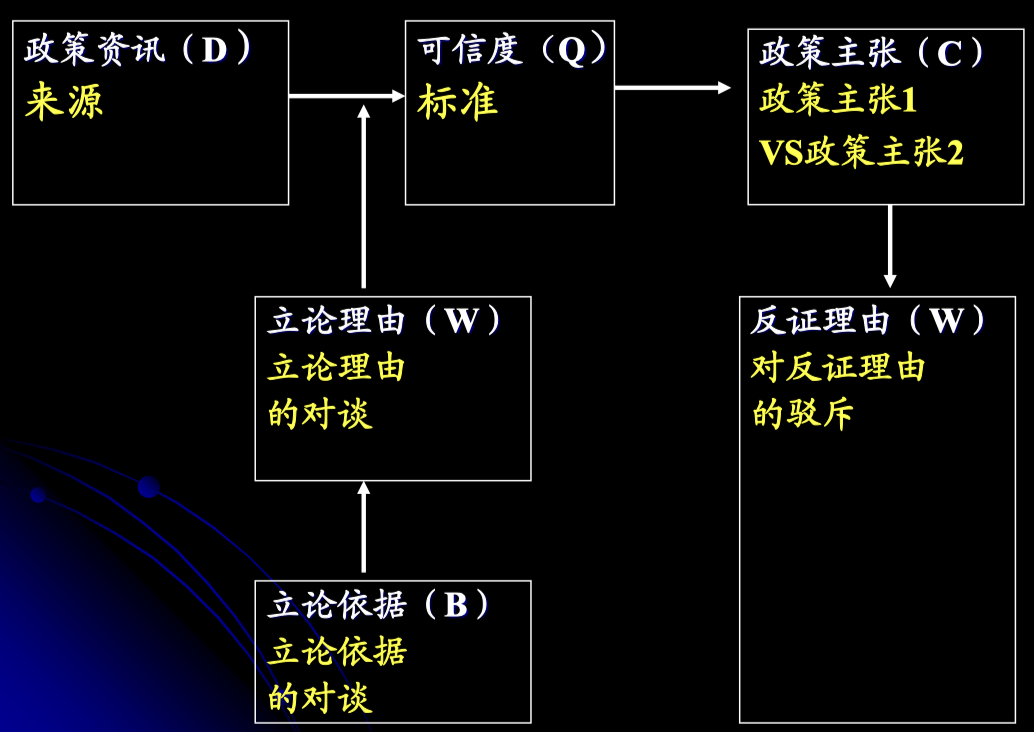 政策资讯（D）
来源
可信度（Q）
标准
政策主张（C）
政策主张1
VS政策主张2
立论理由（W）
立论理由
的对谈
反证理由（W）
对反证理由
的驳斥
立论依据（B）
立论依据
的对谈